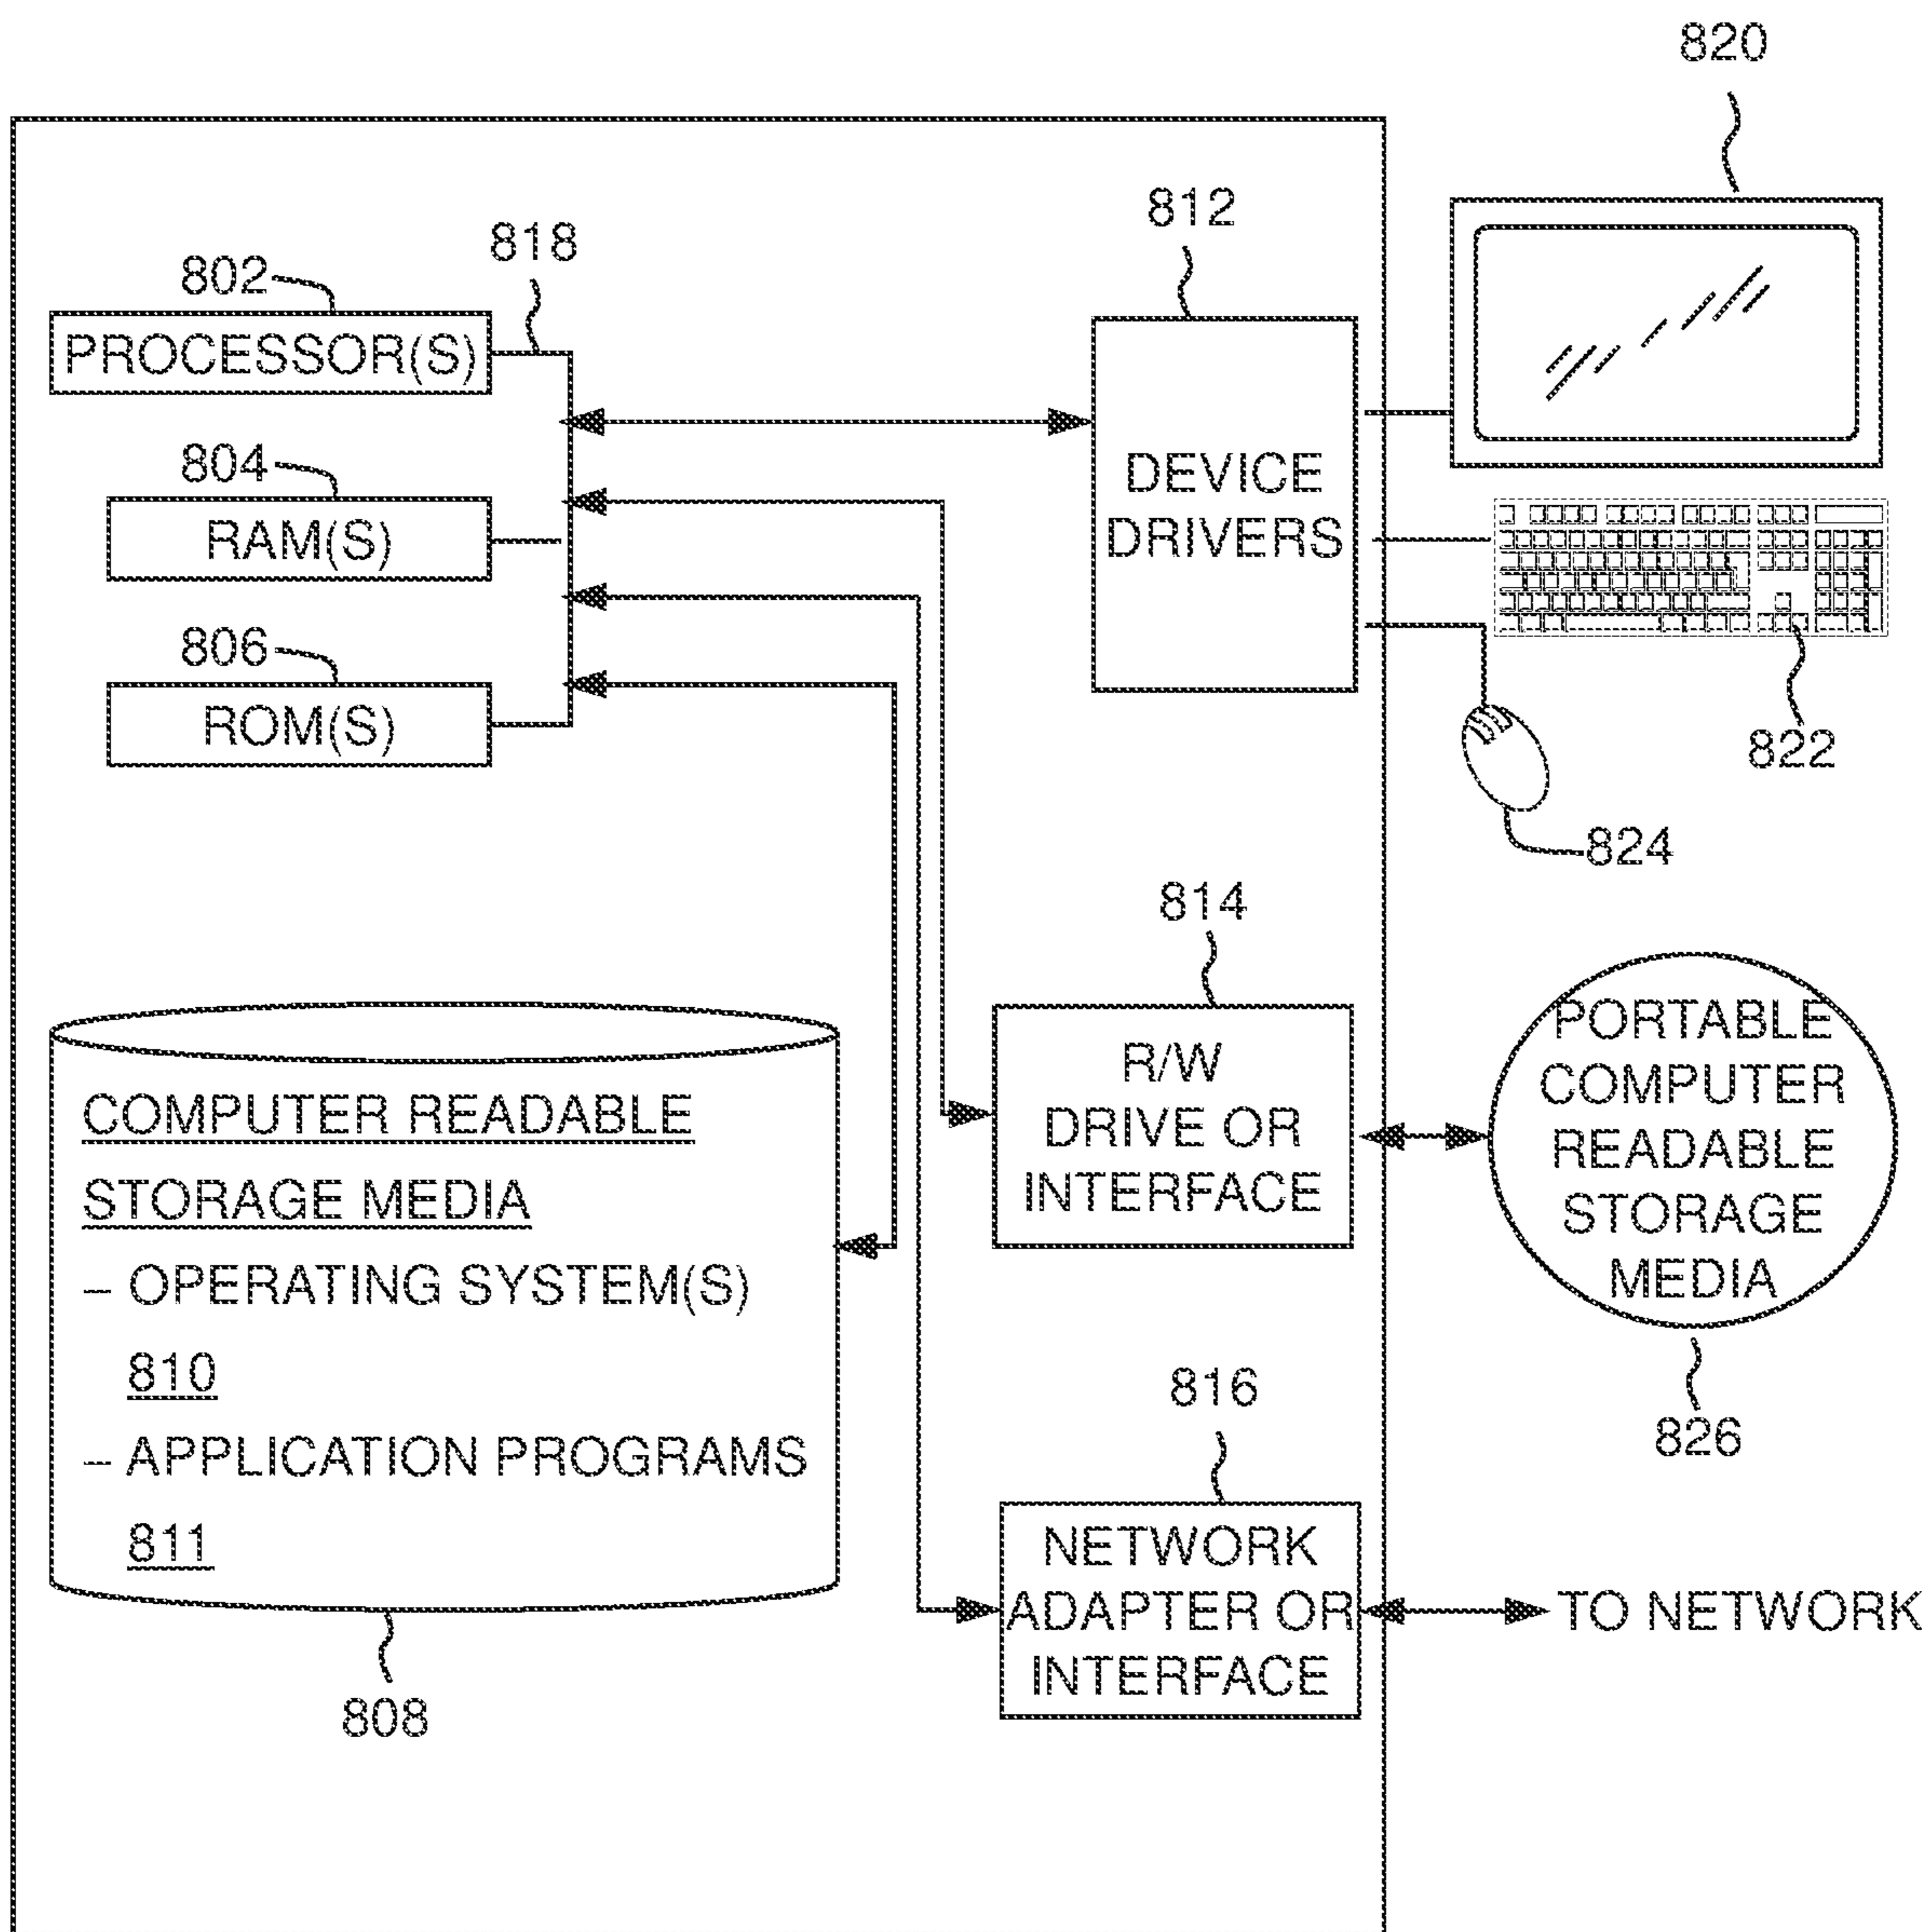 820
812
818
802
PROCESSOR(S)
804
RAM(S)
806
ROM(S)
DEVICE
DRIVERS
822
824
814
R/W
DRIVE OR
INTERFACE
PORTABLE
COMPUTER
READABLE
STORAGE
MEDIA
826
COMPUTER READABLE
STORAGE MEDIA
– OPERATING SYSTEM(S)
810
– APPLICATION PROGRAMS
811
808
816
NETWORK
ADAPTER OR
INTERFACE
TO NETWORK